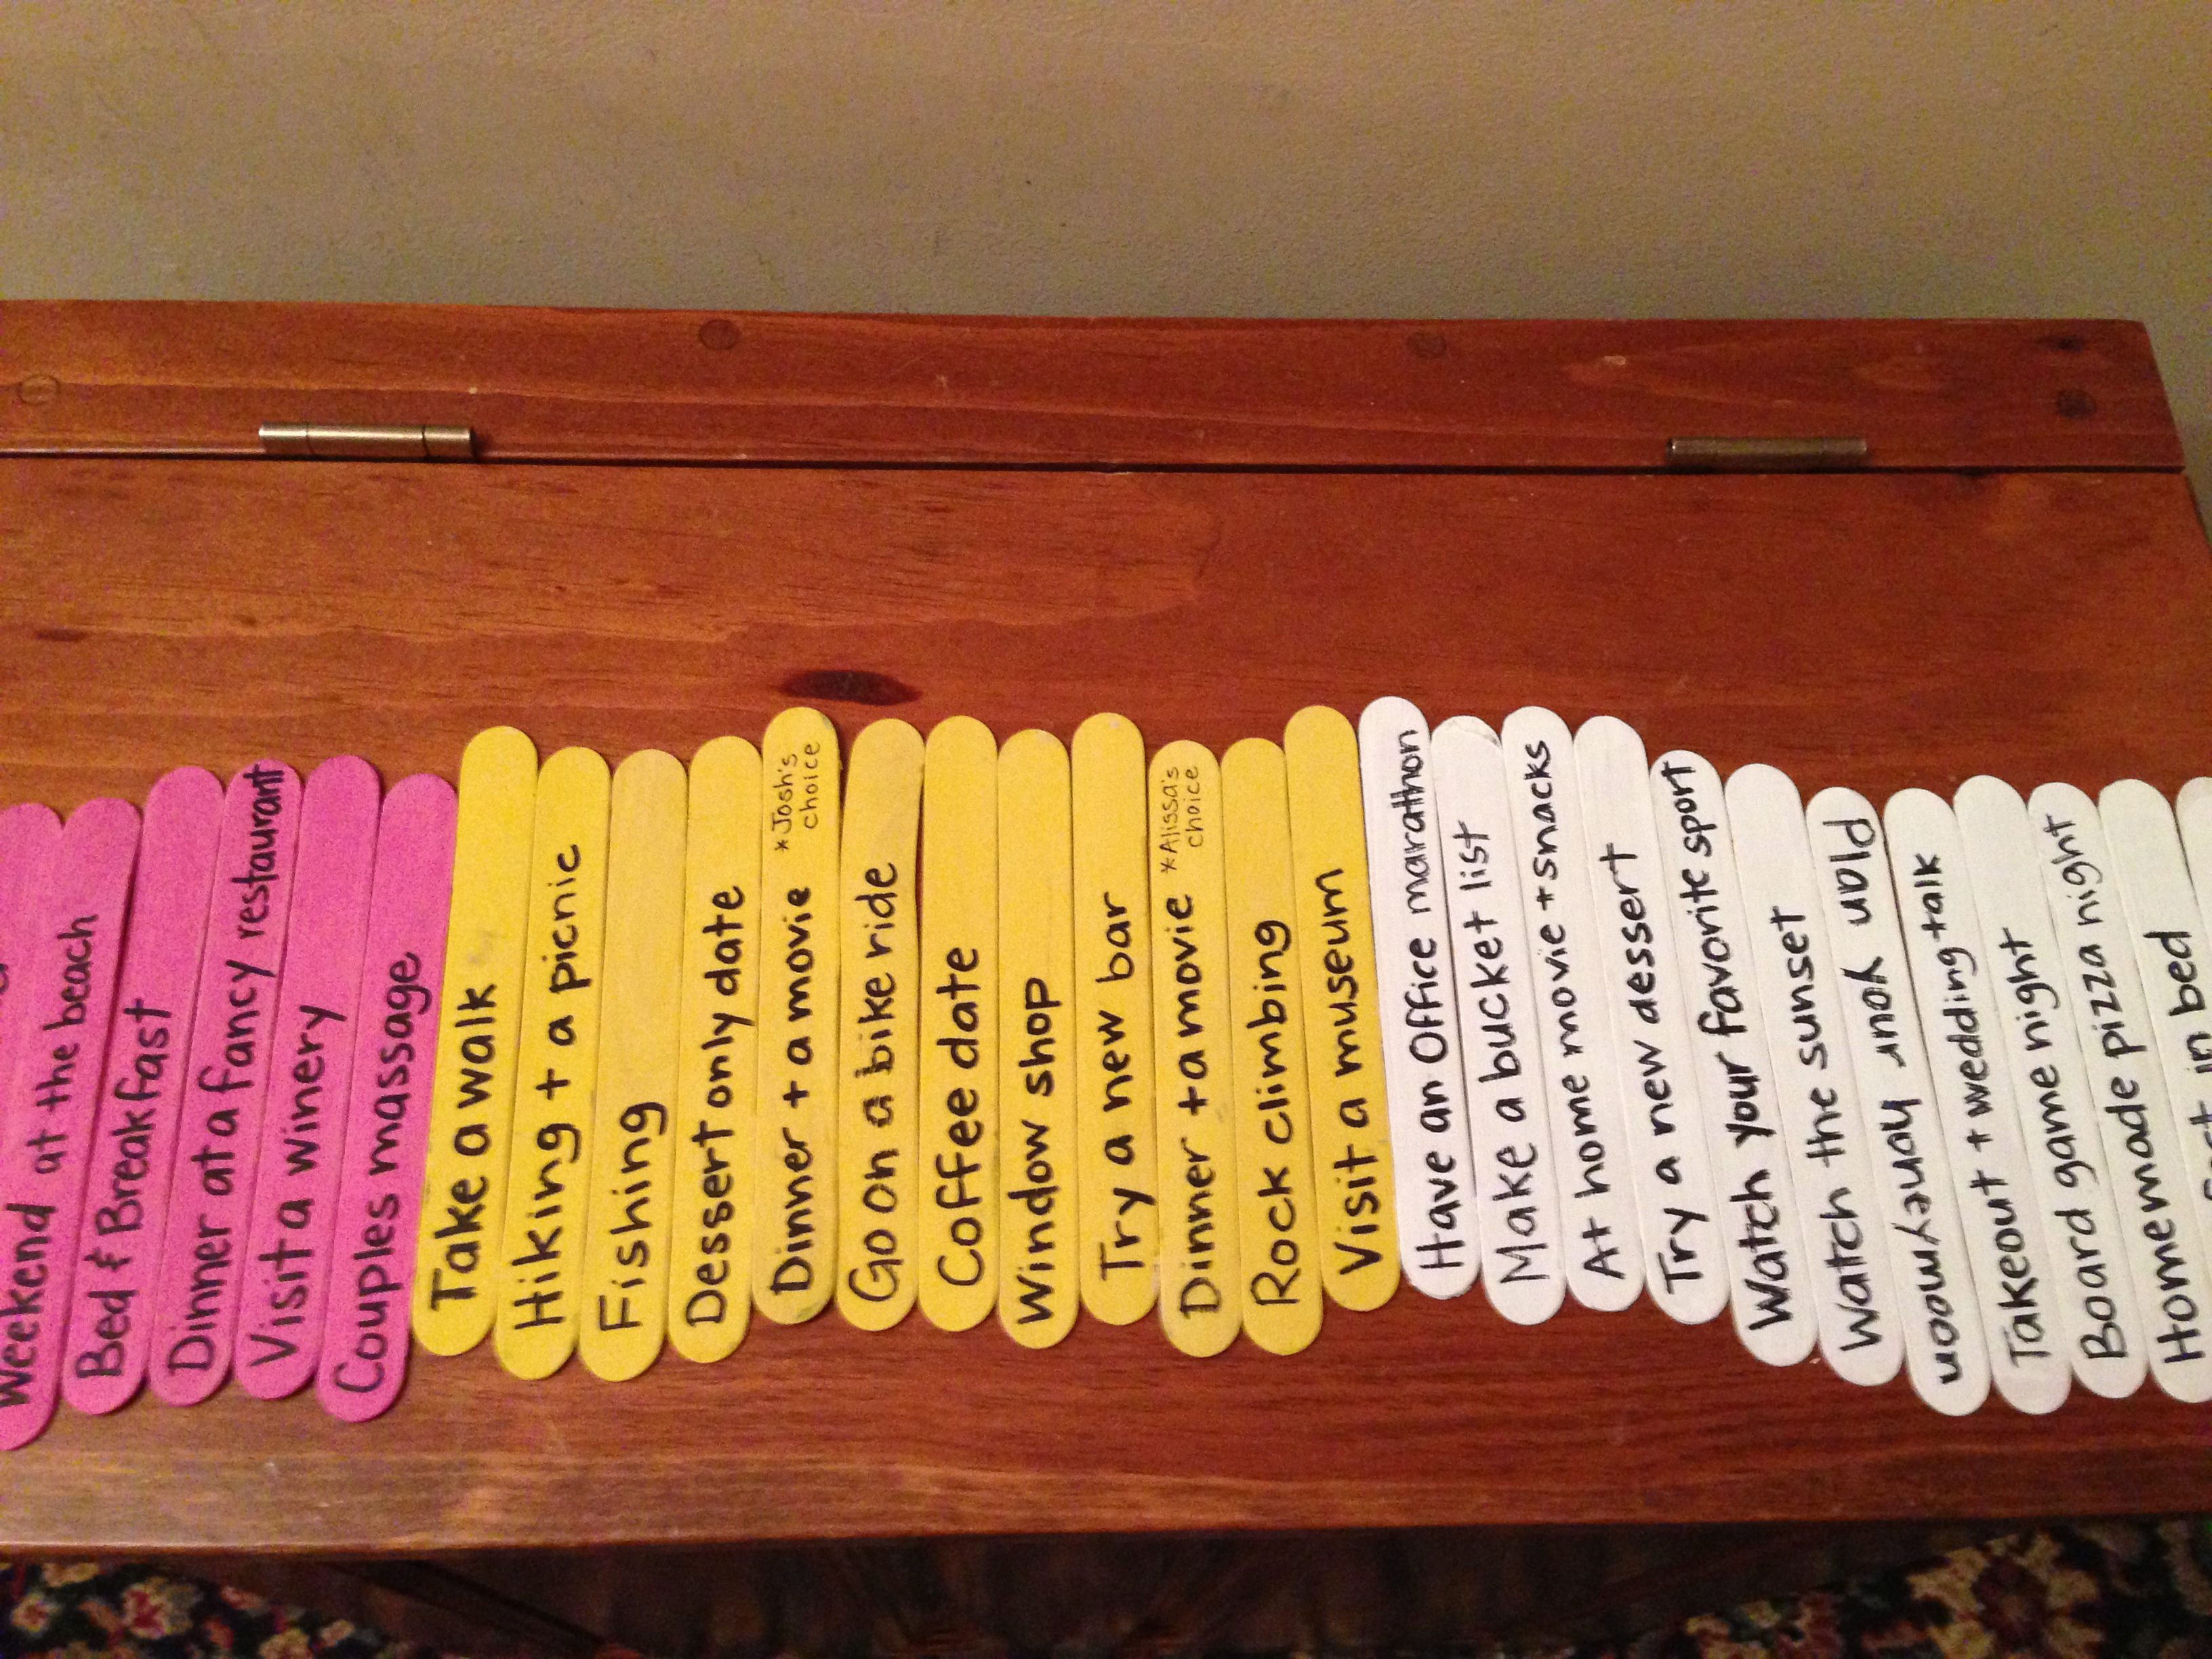 Weekend at the beach
Bed & Breakfast
Dinner at a fancy restaurant
Visit a winery
Couples massage
Take a walk
Hiking + a picnic
Fishing
Dessert only date
Dinner + a movie
*Josh's
choice
Go on a bike ride
Coffee date
Window shop
Try a new bar
Dinner + a movie
*Alissa's
choice
Rock climbing
Visit a museum
Have an Office marathon
Make a bucket list
At home movie + snacks
Try a new dessert
Watch your favorite sport
Watch the sunset
Plan your honeymoon
Takeout + wedding talk
Board game night
Homemade pizza night
in bed